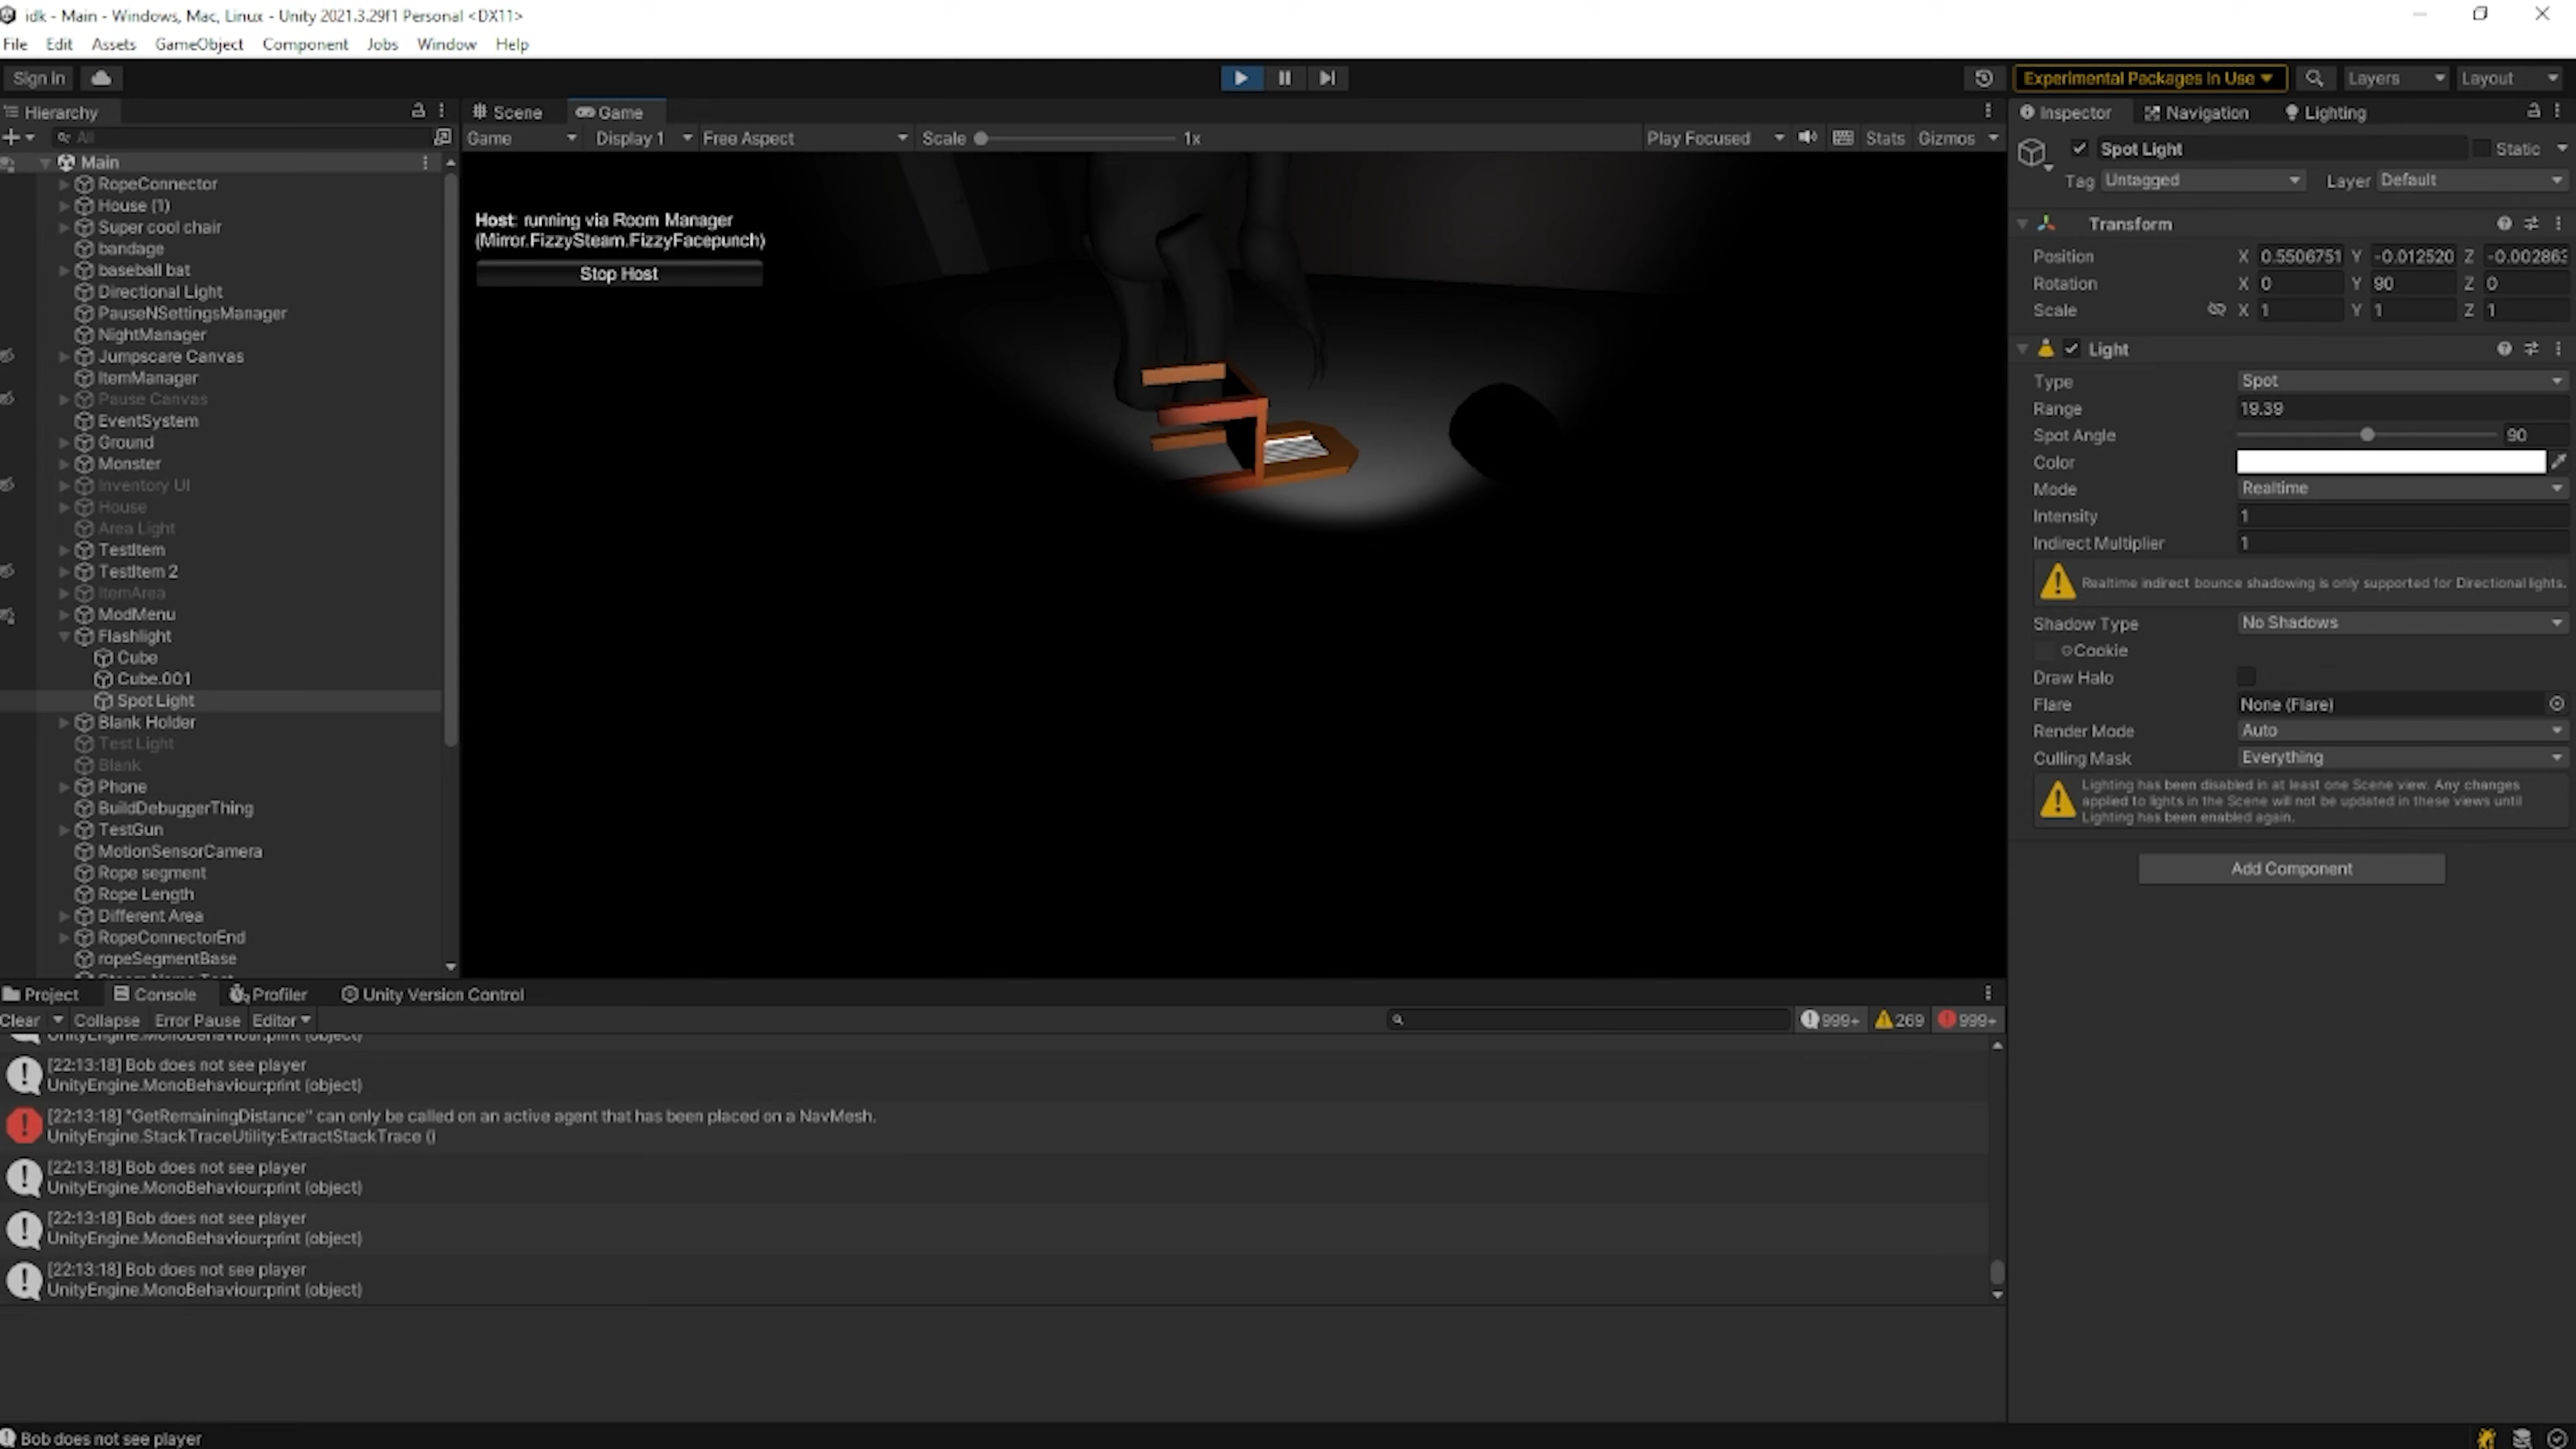 idk - Main - Windows, Mac, Linux - Unity 2021.3.29f1 Personal <DX11>
File Edit Assets GameObject Component Jobs Window Help
Sign In
Experimental Packages In Use
Layers
Layout
Hierarchy
All
Main
RopeConnector
House (1)
Super cool chair
bandage
baseball bat
Directional Light
PauseNSettingsManager
NightManager
Jumpscare Canvas
ItemManager
Pause Canvas
EventSystem
Ground
Monster
Inventory UI
House
Area Light
TestItem
TestItem 2
ItemArea
ModMenu
Flashlight
Cube
Cube.001
Spot Light
Blank Holder
Test Light
Blank
Phone
BuildDebuggerThing
TestGun
MotionSensorCamera
Rope segment
Rope Length
Different Area
RopeConnectorEnd
ropeSegmentBase
Scene Game
Game Display 1 Free Aspect Scale 1x Play Focused Stats Gizmos
Host: running via Room Manager
(Mirror.FizzySteam.FizzyFacepunch)
Stop Host
Inspector Navigation Lighting
Spot Light Static
Tag Untagged Layer Default
Transform
Position X 0.5506751 Y -0.012520 Z -0.002863
Rotation X 0 Y 90 Z 0
Scale X 1 Y 1 Z 1
Light
Type Spot
Range 19.39
Spot Angle 90
Color
Mode Realtime
Intensity 1
Indirect Multiplier 1
Realtime indirect bounce shadowing is only supported for Directional lights.
Shadow Type No Shadows
Cookie
Draw Halo
Flare None (Flare)
Render Mode Auto
Culling Mask Everything
Lighting has been disabled in at least one Scene view. Any changes
applied to lights in the Scene will not be updated in these views until
Lighting has been enabled again.
Add Component
Project Console Profiler Unity Version Control
Clear Collapse Error Pause Editor 999+ 269 999+
UnityEngine.MonoBehaviour:print (object)
[22:13:18] Bob does not see player
UnityEngine.MonoBehaviour:print (object)
[22:13:18] "GetRemainingDistance" can only be called on an active agent that has been placed on a NavMesh.
UnityEngine.StackTraceUtility:ExtractStackTrace ()
[22:13:18] Bob does not see player
UnityEngine.MonoBehaviour:print (object)
[22:13:18] Bob does not see player
UnityEngine.MonoBehaviour:print (object)
[22:13:18] Bob does not see player
UnityEngine.MonoBehaviour:print (object)
Bob does not see player